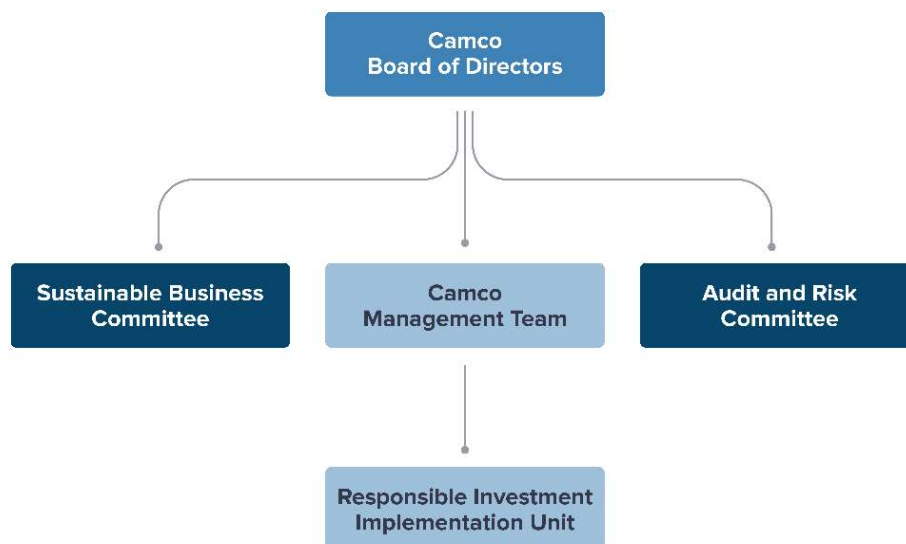 Camco
Board of Directors
Sustainable Business
Committee
Camco
Management Team
Audit and Risk
Committee
Responsible Investment
Implementation Unit